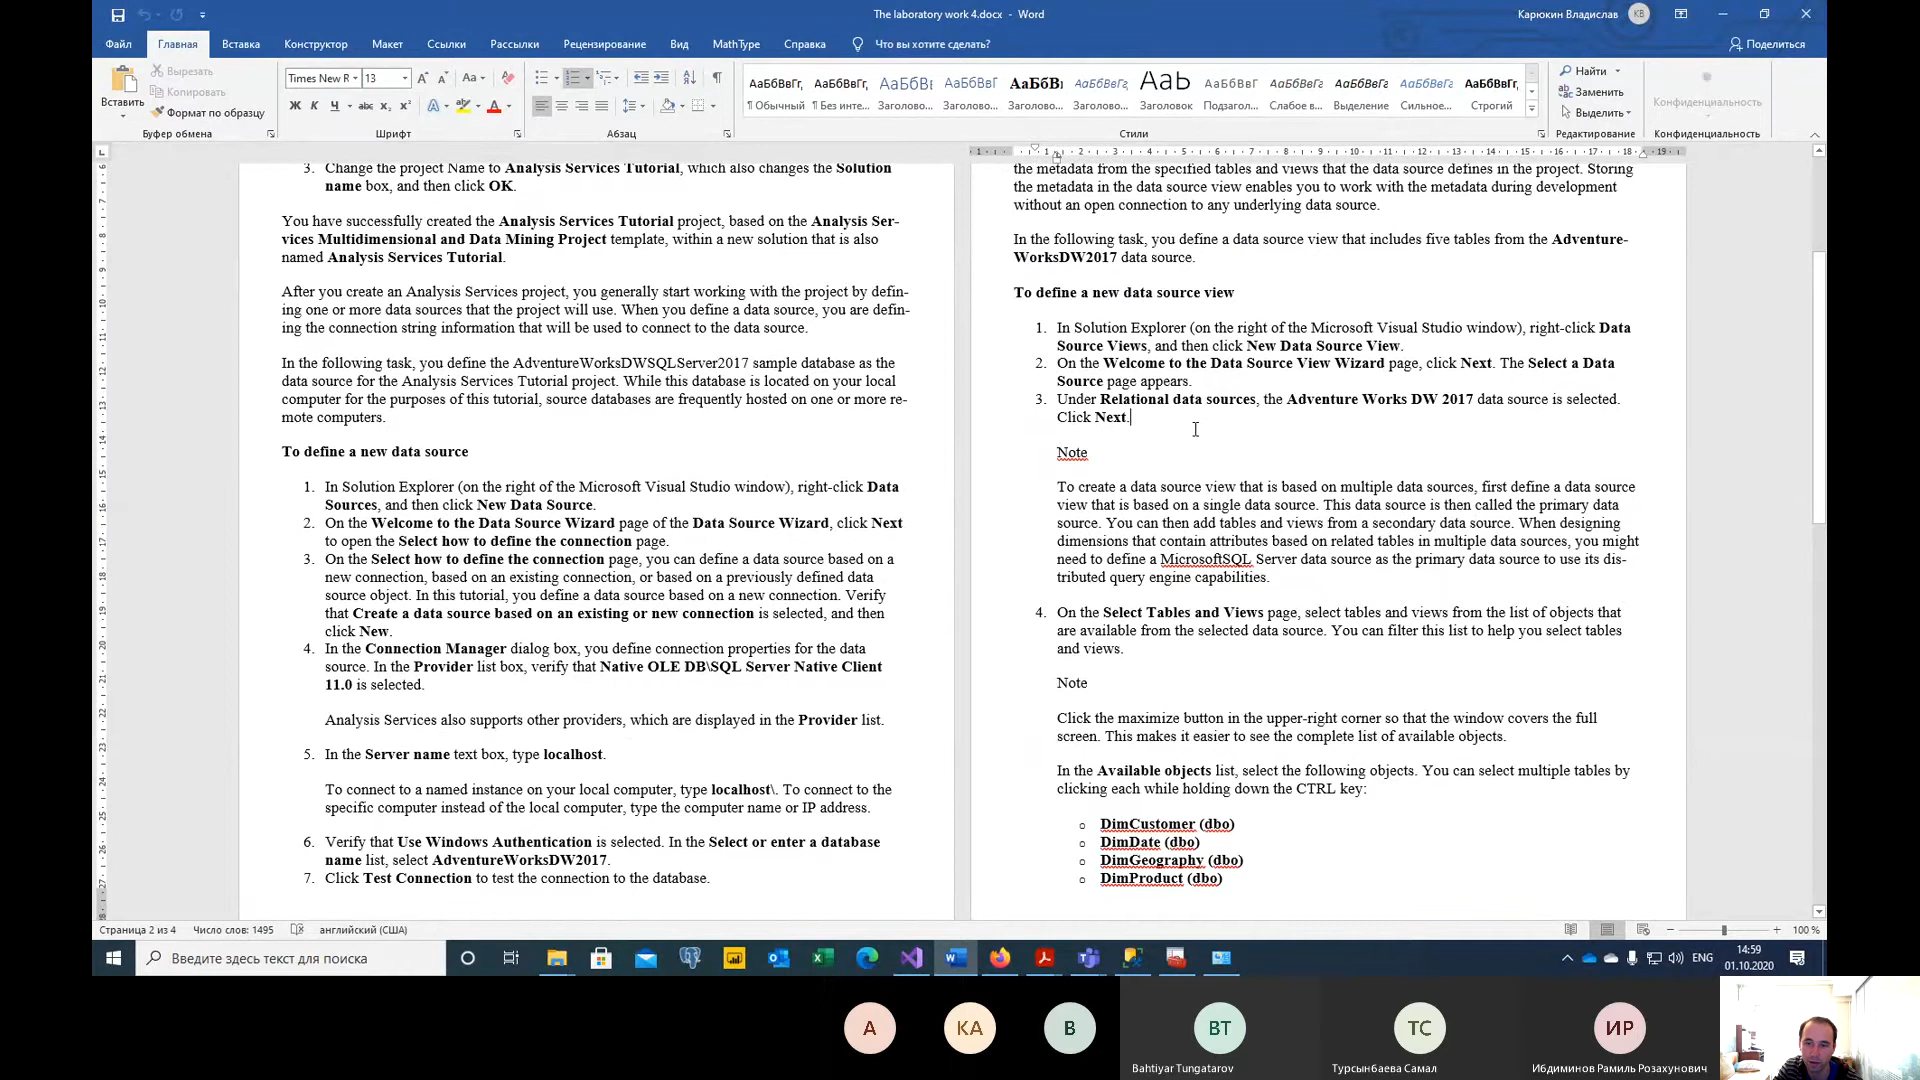 The laboratory work 4.docx - Word
Карюкин Владислав
КВ
Файл
Главная
Вставка
Конструктор
Макет
Ссылки
Рассылки
Рецензирование
Вид
MathType
Справка
Что вы хотите сделать?
Поделиться
Вставить
Вырезать
Копировать
Формат по образцу
Буфер обмена
Times New R
13
Шрифт
Абзац
АаБбВвГг,
¶ Обычный
АаБбВвГг,
¶ Без инте...
Заголово...
Заголово...
Заголово...
Заголово...
Заголовок
Подзагол...
Слабое в...
Выделение
Сильное...
Строгий
Стили
Найти
Заменить
Выделить
Редактирование
Конфиденциальность
Конфиденциальность
3. Change the project Name to Analysis Services Tutorial, which also changes the Solution
name box, and then click OK.
You have successfully created the Analysis Services Tutorial project, based on the Analysis Ser-
vices Multidimensional and Data Mining Project template, within a new solution that is also
named Analysis Services Tutorial.
After you create an Analysis Services project, you generally start working with the project by defin-
ing one or more data sources that the project will use. When you define a data source, you are defin-
ing the connection string information that will be used to connect to the data source.
In the following task, you define the AdventureWorksDWSQLServer2017 sample database as the
data source for the Analysis Services Tutorial project. While this database is located on your local
computer for the purposes of this tutorial, source databases are frequently hosted on one or more re-
mote computers.
To define a new data source
1. In Solution Explorer (on the right of the Microsoft Visual Studio window), right-click Data
Sources, and then click New Data Source.
2. On the Welcome to the Data Source Wizard page of the Data Source Wizard, click Next
to open the Select how to define the connection page.
3. On the Select how to define the connection page, you can define a data source based on a
new connection, based on an existing connection, or based on a previously defined data
source object. In this tutorial, you define a data source based on a new connection. Verify
that Create a data source based on an existing or new connection is selected, and then
click New.
4. In the Connection Manager dialog box, you define connection properties for the data
source. In the Provider list box, verify that Native OLE DB\SQL Server Native Client
11.0 is selected.
Analysis Services also supports other providers, which are displayed in the Provider list.
5. In the Server name text box, type localhost.
To connect to a named instance on your local computer, type localhost\. To connect to the
specific computer instead of the local computer, type the computer name or IP address.
6. Verify that Use Windows Authentication is selected. In the Select or enter a database
name list, select AdventureWorksDW2017.
7. Click Test Connection to test the connection to the database.
the metadata from the specified tables and views that the data source defines in the project. Storing
the metadata in the data source view enables you to work with the metadata during development
without an open connection to any underlying data source.
In the following task, you define a data source view that includes five tables from the Adventure-
WorksDW2017 data source.
To define a new data source view
1. In Solution Explorer (on the right of the Microsoft Visual Studio window), right-click Data
Source Views, and then click New Data Source View.
2. On the Welcome to the Data Source View Wizard page, click Next. The Select a Data
Source page appears.
3. Under Relational data sources, the Adventure Works DW 2017 data source is selected.
Click Next.
Note
To create a data source view that is based on multiple data sources, first define a data source
view that is based on a single data source. This data source is then called the primary data
source. You can then add tables and views from a secondary data source. When designing
dimensions that contain attributes based on related tables in multiple data sources, you might
need to define a MicrosoftSQL Server data source as the primary data source to use its dis-
tributed query engine capabilities.
4. On the Select Tables and Views page, select tables and views from the list of objects that
are available from the selected data source. You can filter this list to help you select tables
and views.
Note
Click the maximize button in the upper-right corner so that the window covers the full
screen. This makes it easier to see the complete list of available objects.
In the Available objects list, select the following objects. You can select multiple tables by
clicking each while holding down the CTRL key:
o DimCustomer (dbo)
o DimDate (dbo)
o DimGeography (dbo)
o DimProduct (dbo)
Страница 2 из 4
Число слов: 1495
английский (США)
100 %
Введите здесь текст для поиска
ENG
14:59
01.10.2020
А
КА
В
ВТ
ТС
ИР
Bahtiyar Tungatarov
Турсынбаева Самал
Ибдиминов Рамиль Розахунович